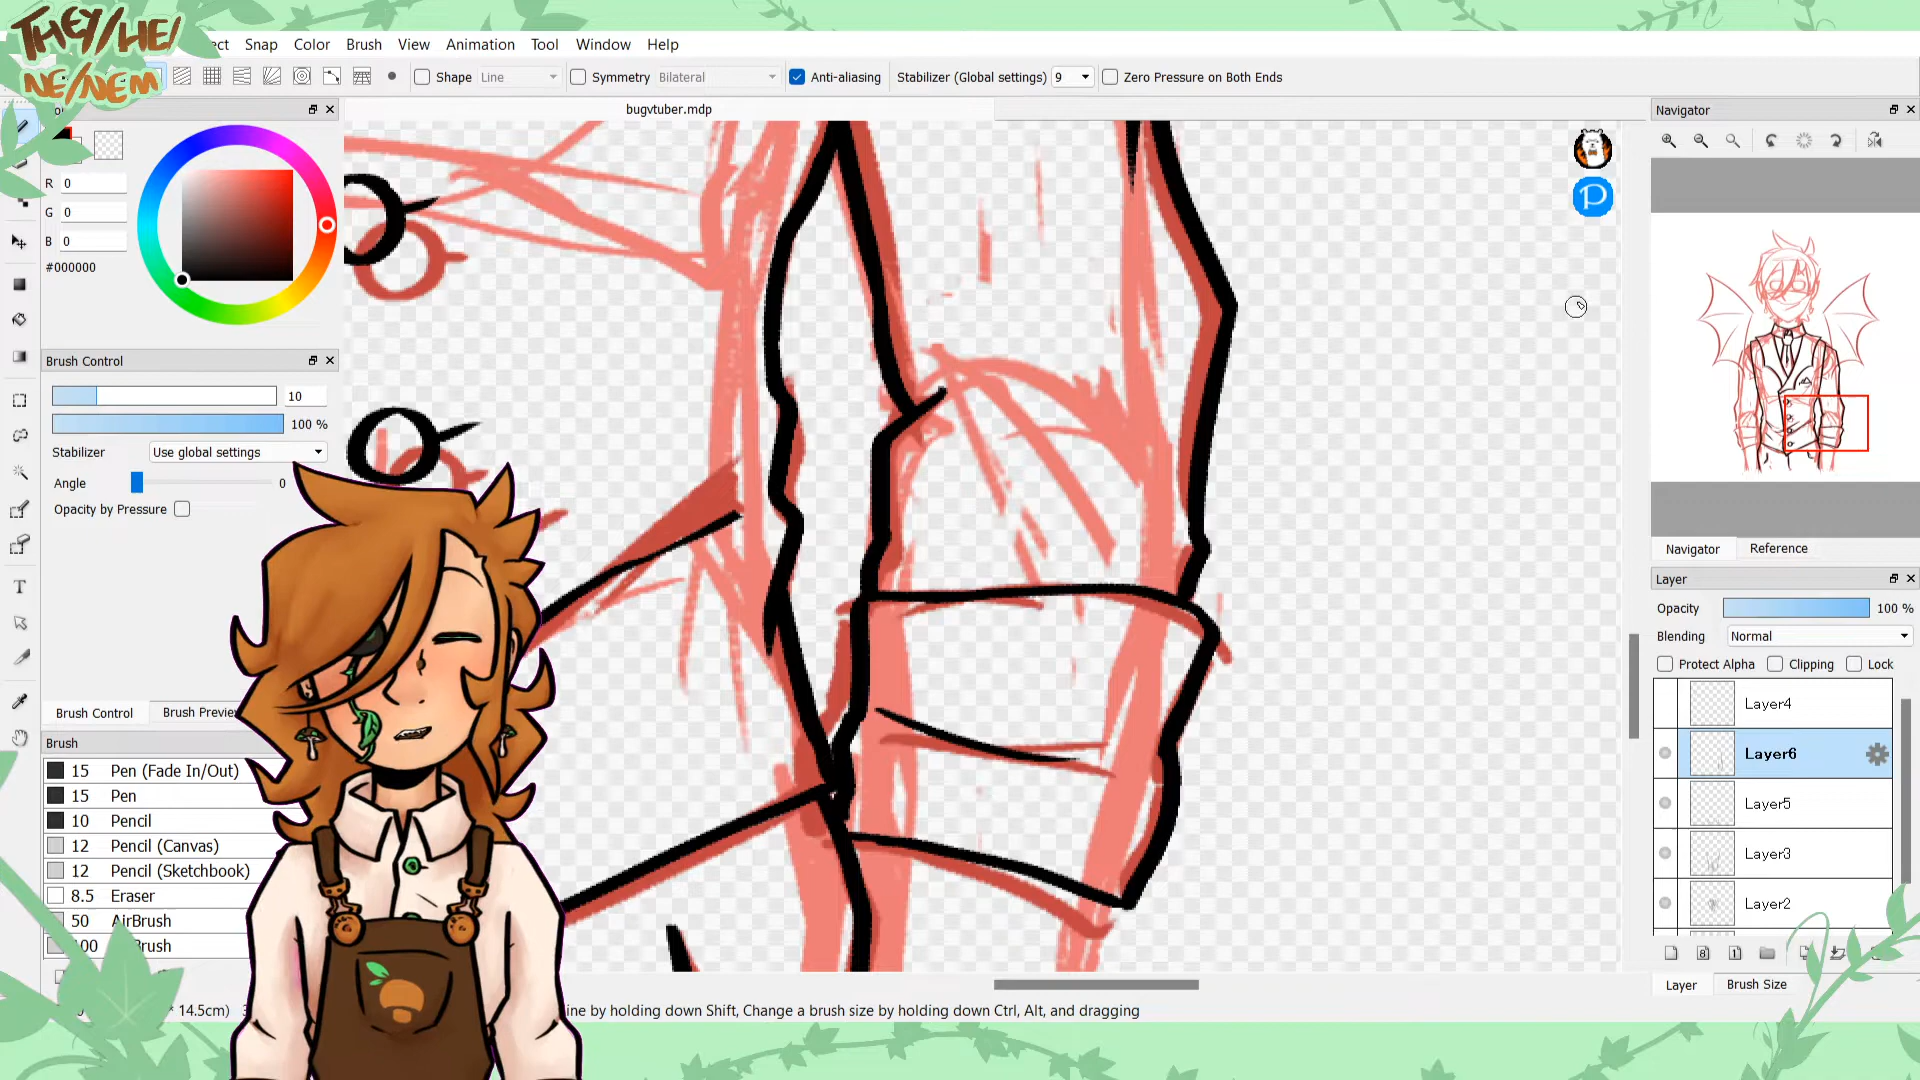 THEY/HE/
NE/NEM
ect Snap Color Brush View Animation Tool Window Help
Shape Line Symmetry Bilateral Anti-aliasing Stabilizer (Global settings) 9 Zero Pressure on Both Ends
bugvtuber.mdp
R 0
G 0
B 0
#000000
Brush Control
10
100 %
Stabilizer Use global settings
Angle 0
Opacity by Pressure
Brush Control Brush Preview
Brush
15 Pen (Fade In/Out)
15 Pen
10 Pencil
12 Pencil (Canvas)
12 Pencil (Sketchbook)
8.5 Eraser
50 AirBrush
100 Brush
* 14.5cm)
ine by holding down Shift, Change a brush size by holding down Ctrl, Alt, and dragging
P
Navigator
Navigator Reference
Layer
Opacity 100 %
Blending Normal
Protect Alpha Clipping Lock
Layer4
Layer6
Layer5
Layer3
Layer2
8 1
Layer Brush Size